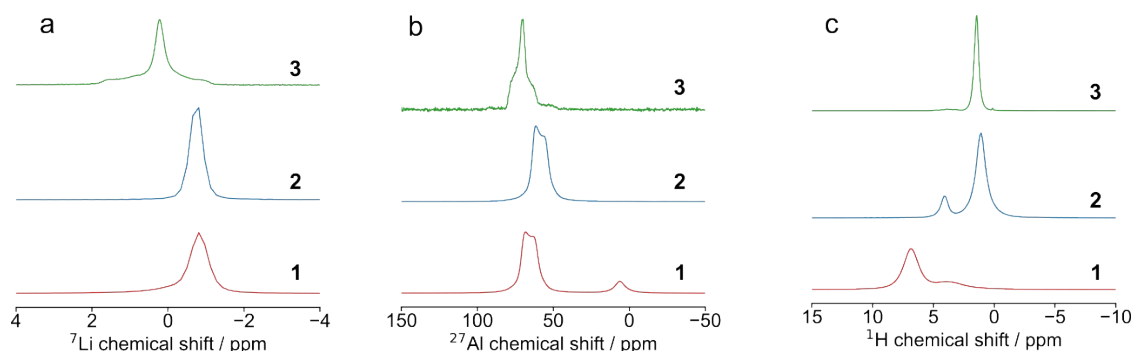 a
3
2
1
4 2 0 −2 −4
⁷Li chemical shift / ppm
b
3
2
1
150 100 50 0 −50
²⁷Al chemical shift / ppm
c
3
2
1
15 10 5 0 −5 −10
¹H chemical shift / ppm